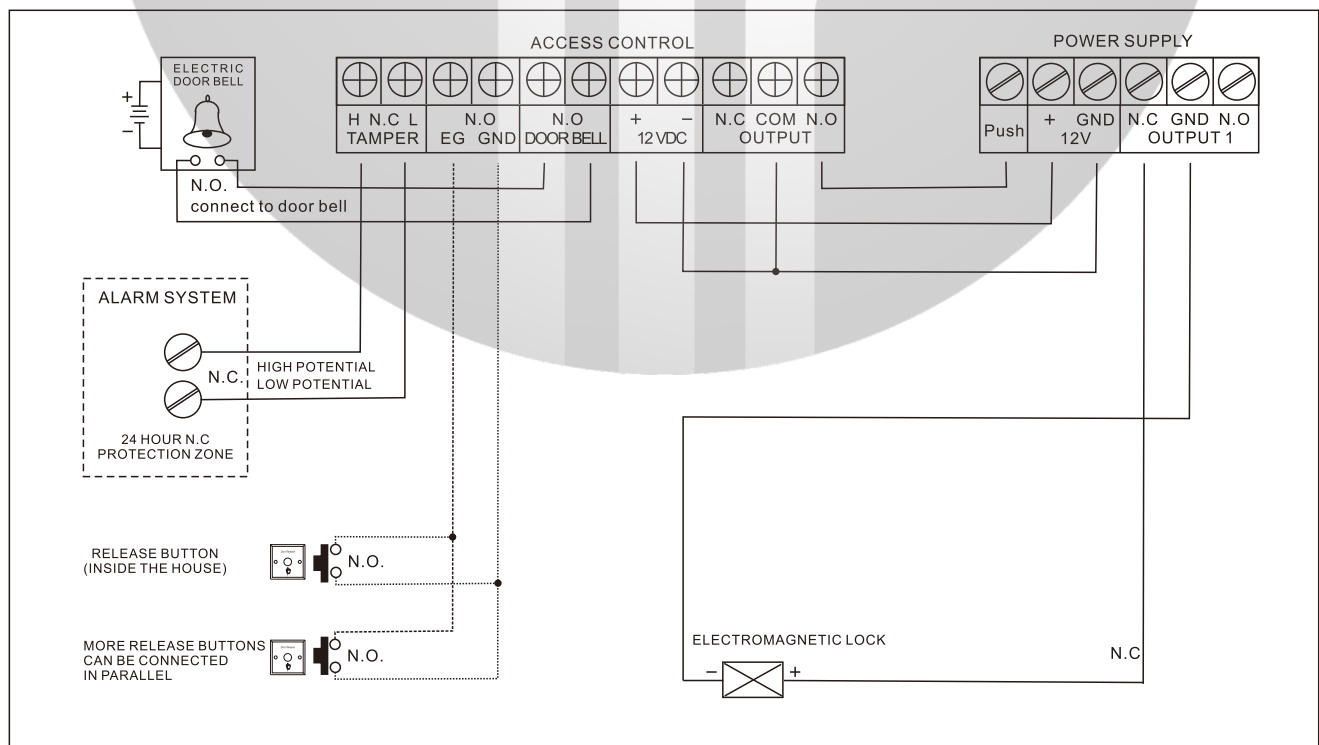 ACCESS CONTROL
POWER SUPPLY
ELECTRIC
DOOR BELL
+
−
N.O.
connect to door bell
H N.C L
TAMPER
N.O
EG GND
N.O
DOOR BELL
+ −
12 VDC
N.C COM N.O
OUTPUT
Push
+ GND
12V
N.C GND N.O
OUTPUT 1
ALARM SYSTEM
N.C.
HIGH POTENTIAL
LOW POTENTIAL
24 HOUR N.C
PROTECTION ZONE
RELEASE BUTTON
(INSIDE THE HOUSE)
N.O.
MORE RELEASE BUTTONS
CAN BE CONNECTED
IN PARALLEL
N.O.
ELECTROMAGNETIC LOCK
− +
N.C